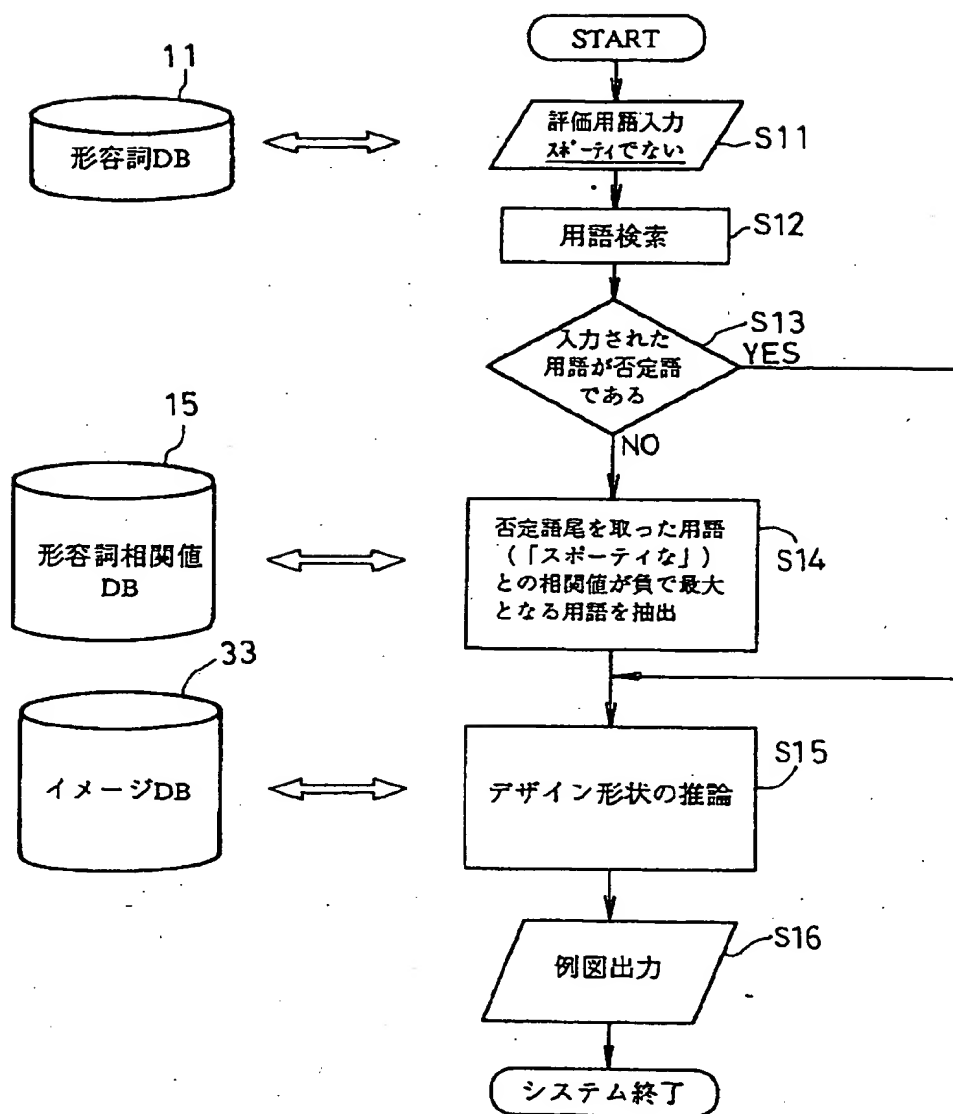 START
11
形容詞DB
評価用語入力
スポーティでない
S11
用語検索
S12
入力された
用語が否定語
である
S13
YES
NO
15
形容詞相関値
DB
否定語尾を取った用語
(「スポーティな」)
との相関値が負で最大
となる用語を抽出
S14
33
イメージDB
デザイン形状の推論
S15
例図出力
S16
システム終了